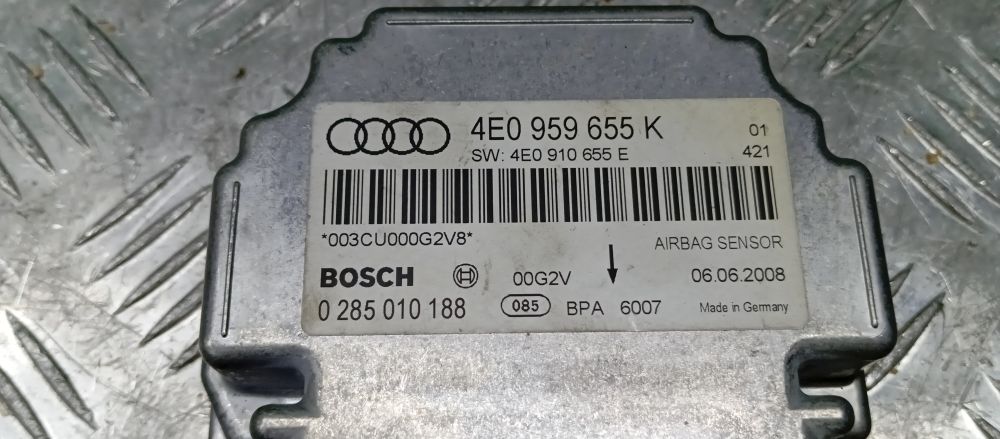 4E0 959 655 K 01
SW: 4E0 910 655 E 421
*003CU000G2V8* AIRBAG SENSOR
BOSCH 00G2V 06.06.2008
0 285 010 188 085 BPA 6007 Made in Germany